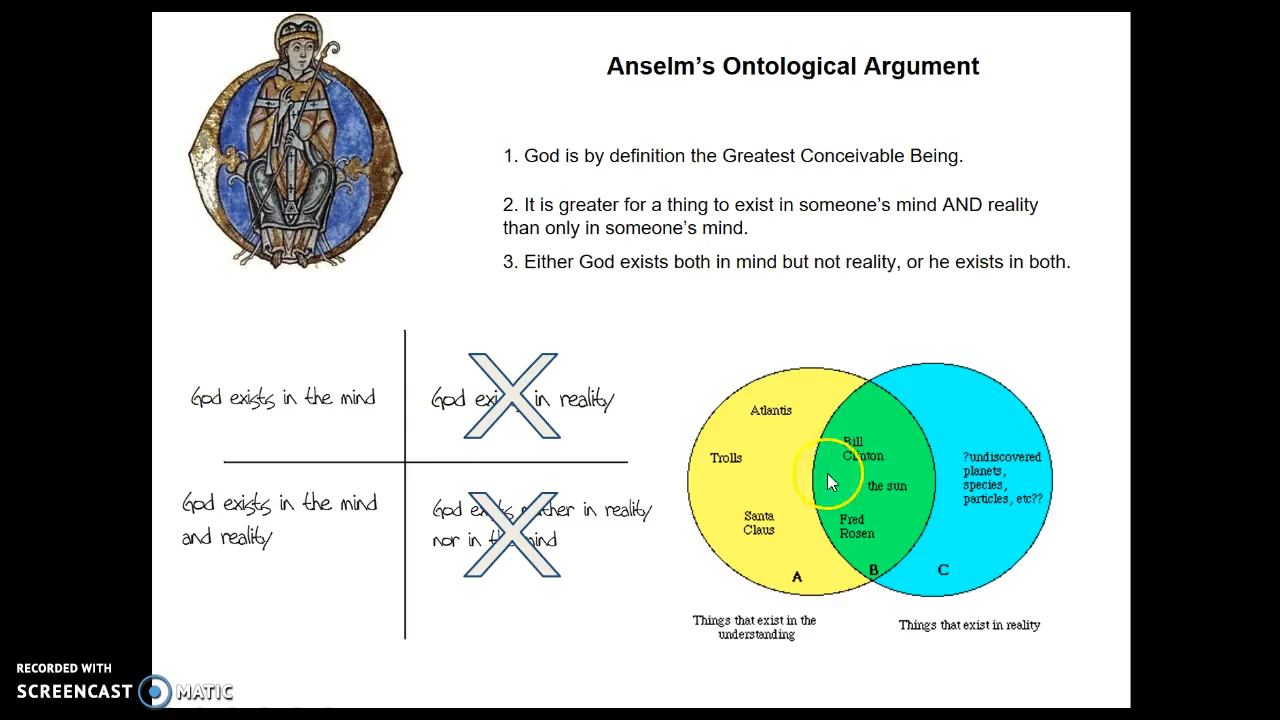 Anselm’s Ontological Argument
1. God is by definition the Greatest Conceivable Being.
2. It is greater for a thing to exist in someone’s mind AND reality
than only in someone’s mind.
3. Either God exists both in mind but not reality, or he exists in both.
God exists in the mind
God in reality
God exists in the mind
and reality
God in reality
nor in
Atlantis
Trolls
Santa
Claus
A
Bill
Clinton
the sun
Fred
Rosen
B
?undiscovered
planets,
species,
particles, etc??
C
Things that exist in the
understanding
Things that exist in reality
RECORDED WITH
SCREENCAST MATIC